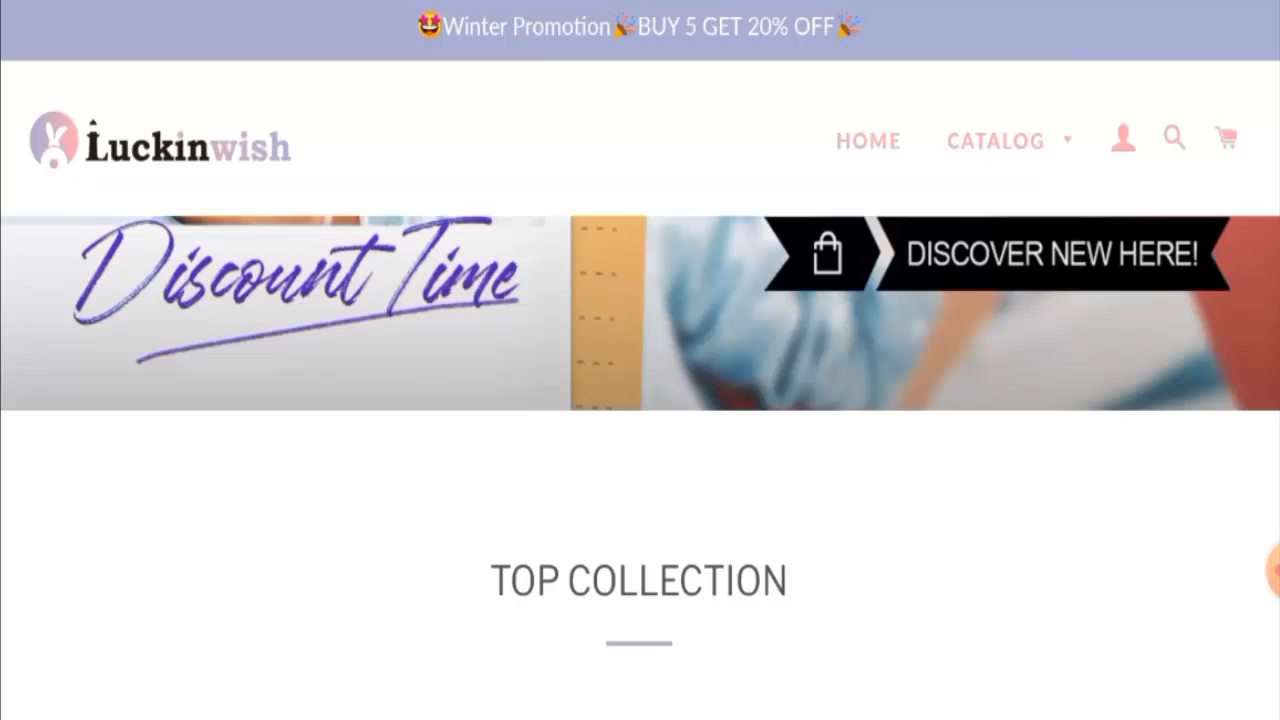 🤩Winter Promotion🎉BUY 5 GET 20% OFF🎉
Luckinwish
HOME CATALOG
Discount Time
DISCOVER NEW HERE!
TOP COLLECTION